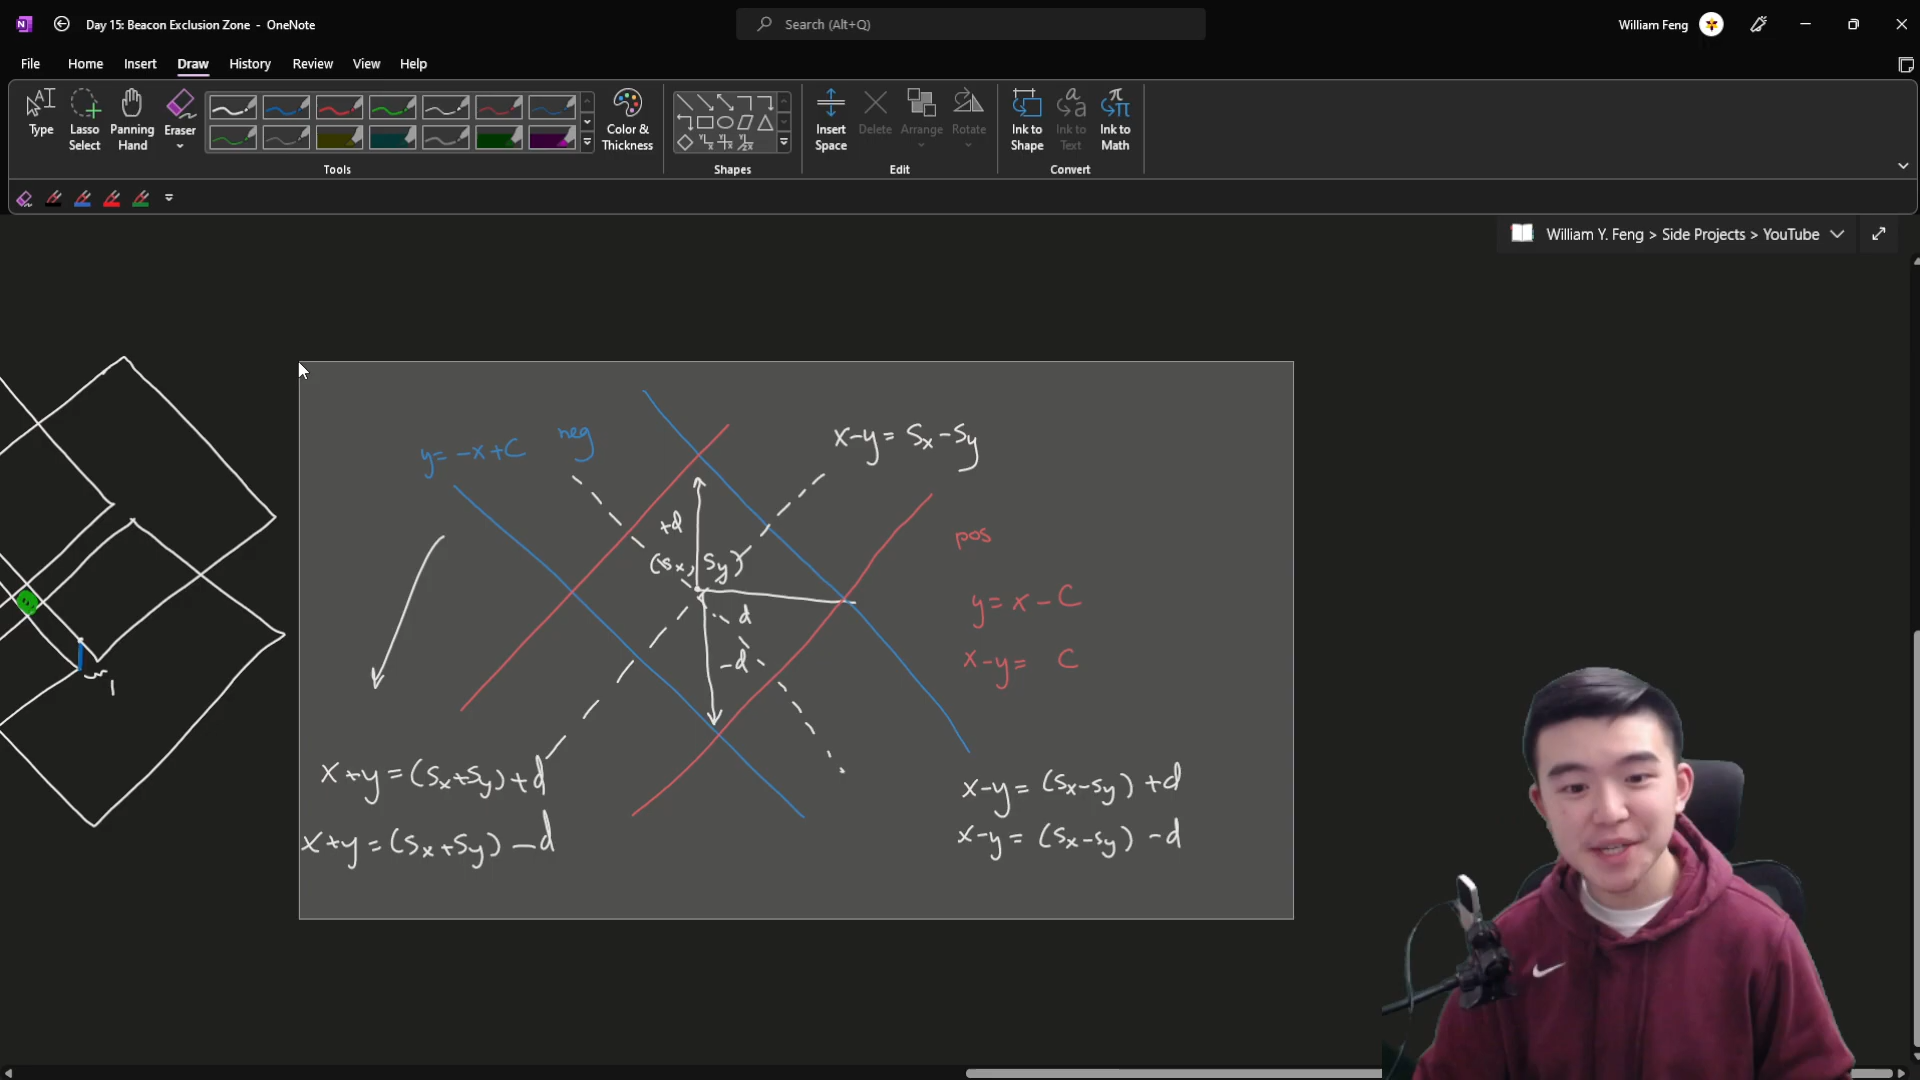 Day 15: Beacon Exclusion Zone - OneNote
Search (Alt+Q)
William Feng
File Home Insert Draw History Review View Help
Type
Lasso Select
Panning Hand
Eraser
Color & Thickness
Insert Space
Delete
Arrange
Rotate
Ink to Shape
Ink to Text
Ink to Math
Tools
Shapes
Edit
Convert
William Y. Feng > Side Projects > YouTube
y = -x+C
neg
x-y = Sx-Sy
+d
(Sx, Sy)
d
-d
pos
y = x - C
x-y = C
1
x+y = (Sx+Sy)+d
x+y = (Sx+Sy) -d
x-y = (Sx-Sy) +d
x-y = (Sx-Sy) -d